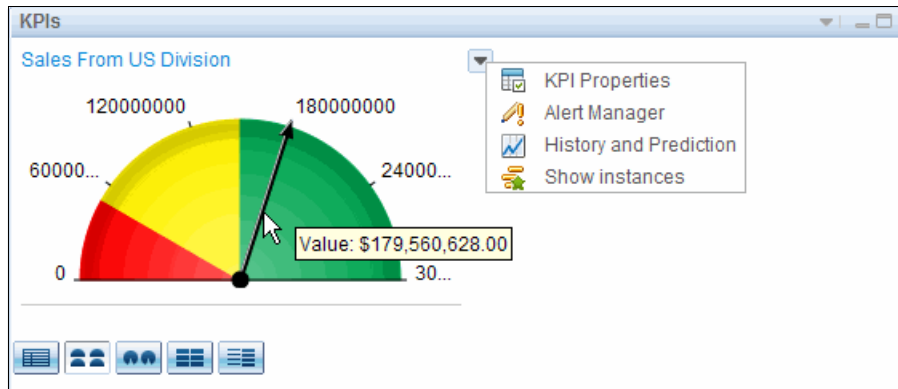 KPIs
Sales From US Division
KPI Properties
Alert Manager
History and Prediction
Show instances
120000000
180000000
60000...
24000...
Value: $179,560,628.00
0
30...